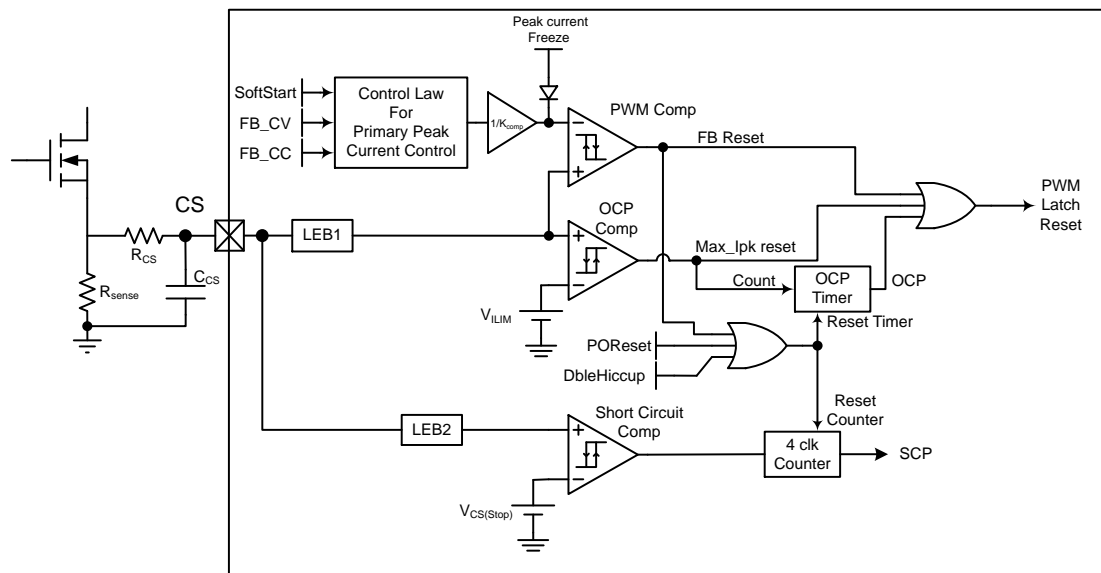 Peak current
Freeze
SoftStart
FB_CV
FB_CC
Control Law
For
Primary Peak
Current Control
1/Kcomp
PWM Comp
FB Reset
PWM
Latch
Reset
CS
LEB1
OCP
Comp
Max_Ipk reset
Count
OCP
Timer
OCP
RCS
CCS
Rsense
VILIM
Reset Timer
POReset
DbleHiccup
Reset
Counter
LEB2
Short Circuit
Comp
4 clk
Counter
SCP
VCS(Stop)
+
−
+
−
+
−